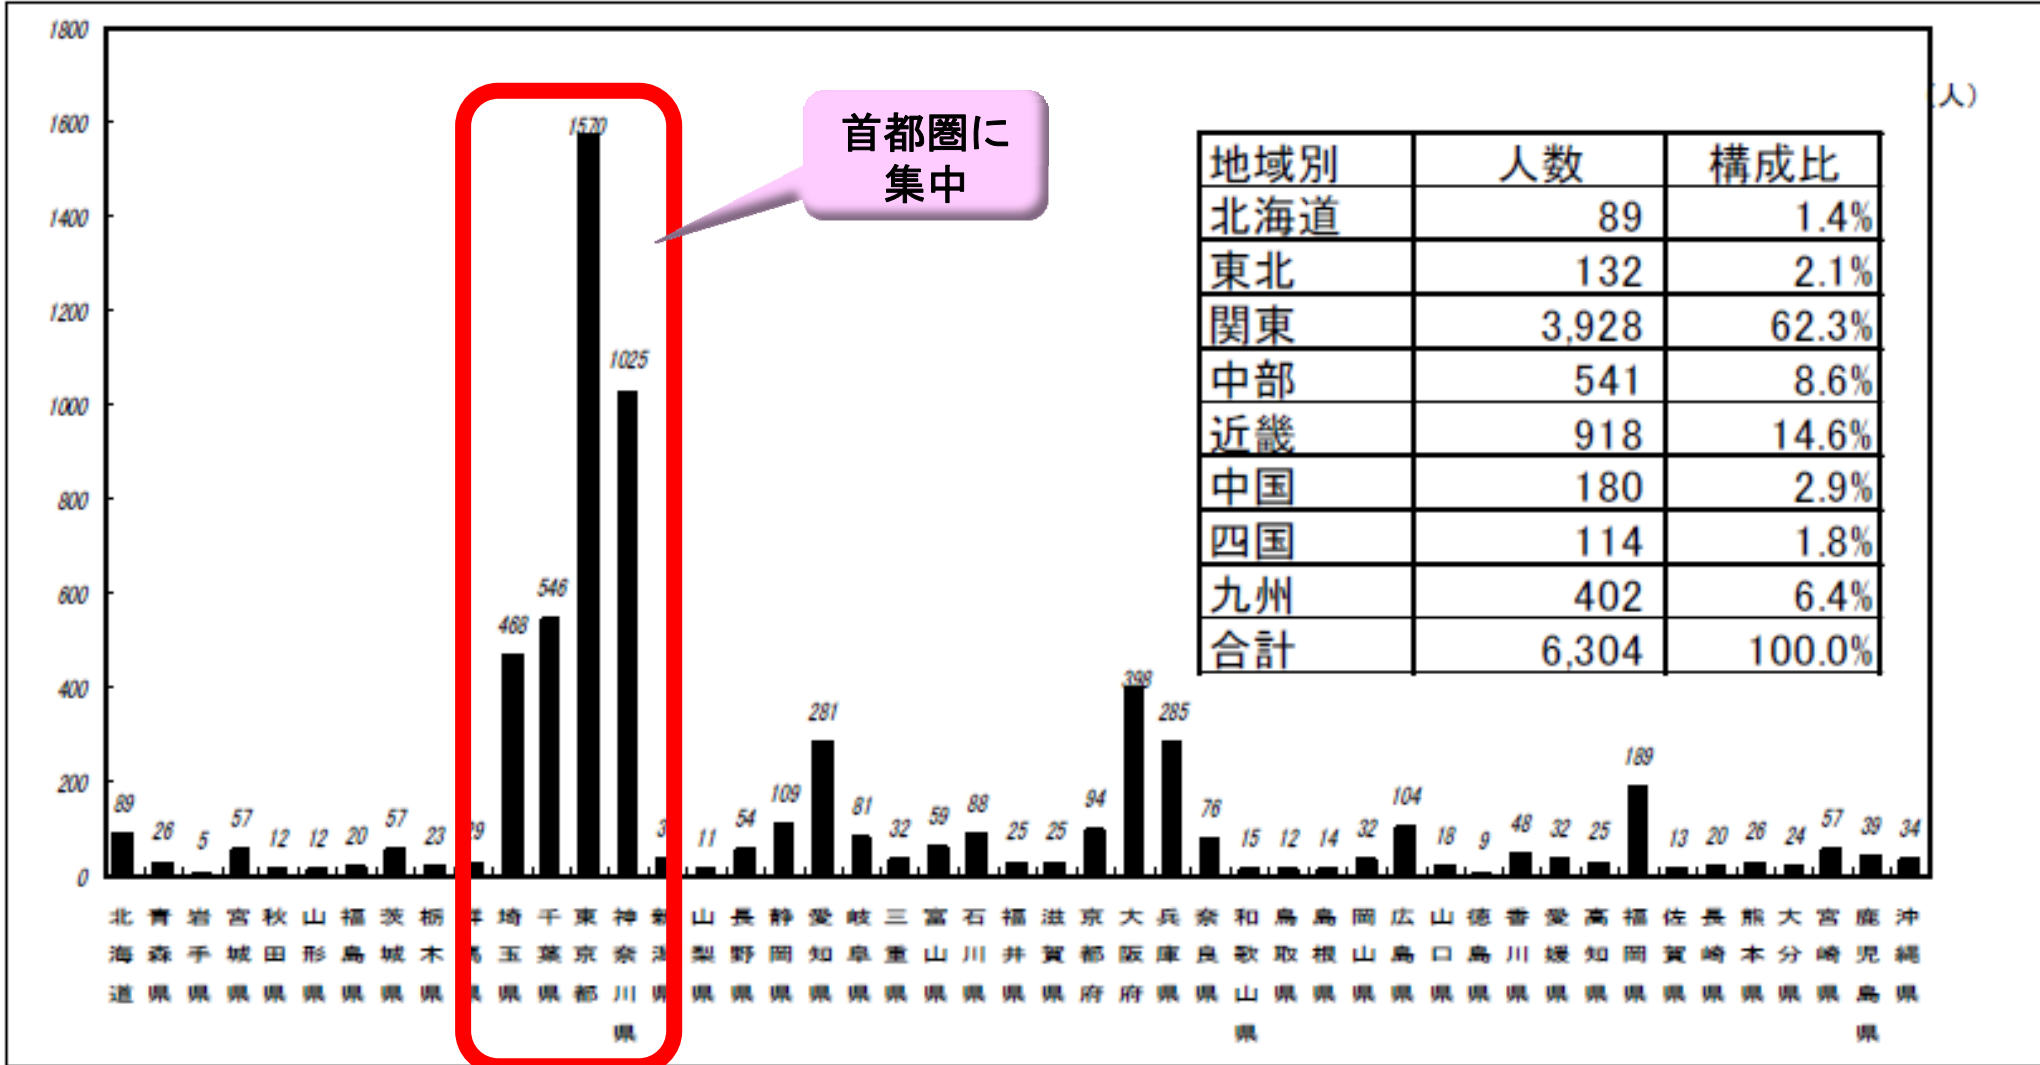 1800
1600
1400
1200
1000
800
600
400
200
0
首都圏に
集中
人)
地域別 人数 構成比
北海道 89 1.4%
東北 132 2.1%
関東 3,928 62.3%
中部 541 8.6%
近畿 918 14.6%
中国 180 2.9%
四国 114 1.8%
九州 402 6.4%
合計 6,304 100.0%
89 26 5 57 12 12 20 57 23 29 468 546 1570 1025 3 11 54 109 281 81 32 59 88 25 25 94 398 285 76 15 12 14 32 104 18 9 48 32 25 189 13 20 26 24 57 39 34
北海道 青森県 岩手県 宮城県 秋田県 山形県 福島県 茨城県 栃木県 群馬県 埼玉県 千葉県 東京都 神奈川県 新潟県 山梨県 長野県 静岡県 愛知県 岐阜県 三重県 富山県 石川県 福井県 滋賀県 京都府 大阪府 兵庫県 奈良県 和歌山県 鳥取県 島根県 岡山県 広島県 山口県 徳島県 香川県 愛媛県 高知県 福岡県 佐賀県 長崎県 熊本県 大分県 宮崎県 鹿児島県 沖縄県